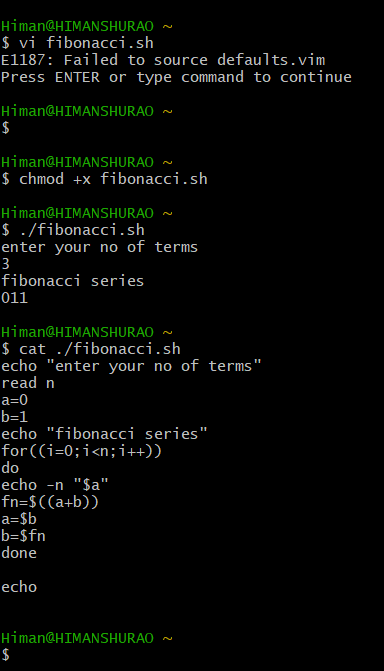 Himan@HIMANSHURAO ~
$ vi fibonacci.sh
E1187: Failed to source defaults.vim
Press ENTER or type command to continue
Himan@HIMANSHURAO ~
$
Himan@HIMANSHURAO ~
$ chmod +x fibonacci.sh
Himan@HIMANSHURAO ~
$ ./fibonacci.sh
enter your no of terms
3
fibonacci series
011
Himan@HIMANSHURAO ~
$ cat ./fibonacci.sh
echo "enter your no of terms"
read n
a=0
b=1
echo "fibonacci series"
for((i=0;i<n;i++))
do
echo -n "$a"
fn=$((a+b))
a=$b
b=$fn
done
echo
Himan@HIMANSHURAO ~
$